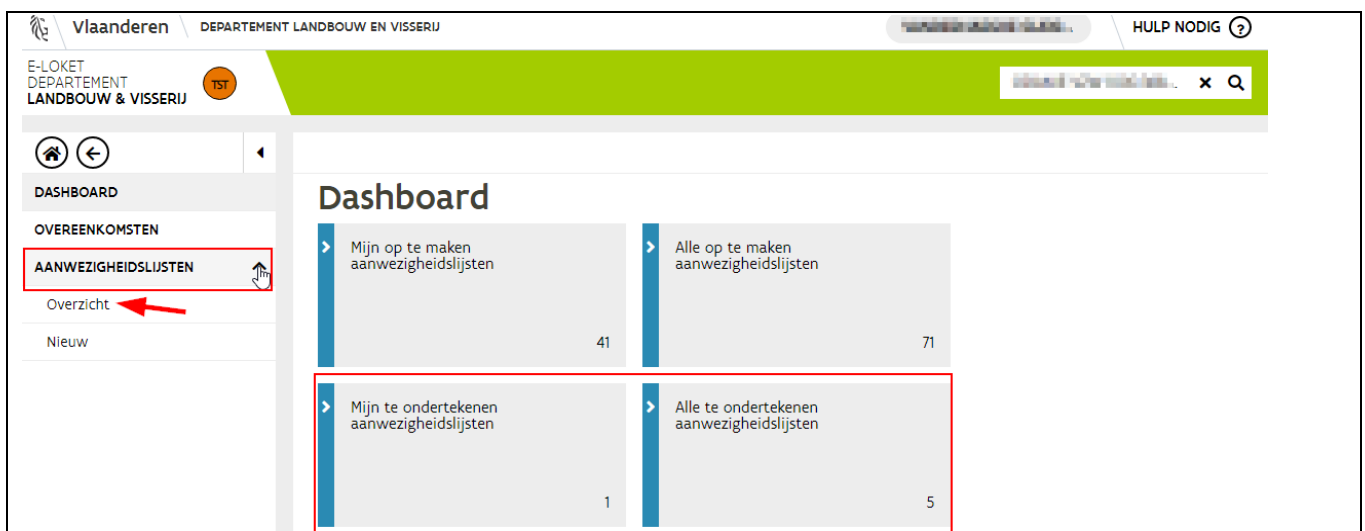 Vlaanderen DEPARTEMENT LANDBOUW EN VISSERIJ HULP NODIG ?
E-LOKET
DEPARTEMENT
LANDBOUW & VISSERIJ
TST
DASHBOARD
OVEREENKOMSTEN
AANWEZIGHEIDSLIJSTEN
Overzicht
Nieuw
Dashboard
Mijn op te maken
aanwezigheidslijsten
41
Alle op te maken
aanwezigheidslijsten
71
Mijn te ondertekenen
aanwezigheidslijsten
1
Alle te ondertekenen
aanwezigheidslijsten
5